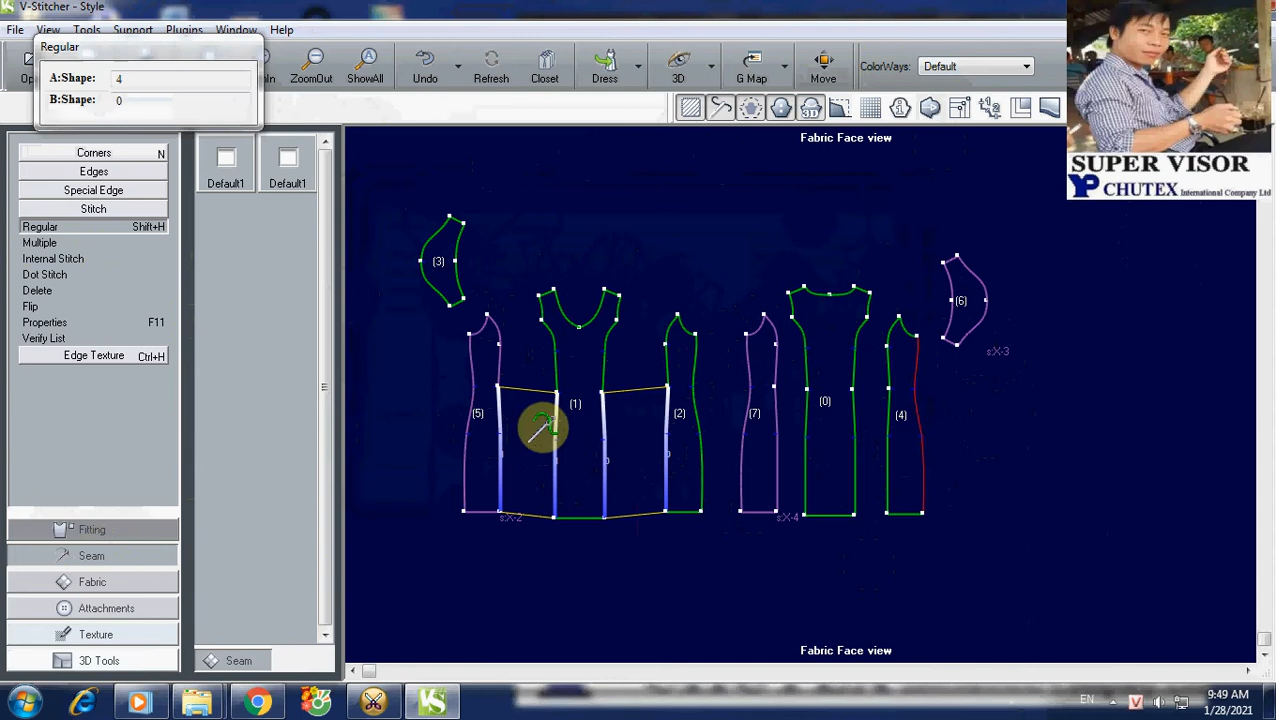 V-Stitcher - Style
File View Tools Support Plugins Window Help
Regular
A:Shape: 4
B:Shape: 0
ZoomOut
ShowAll
Undo
Refresh
Closet
Dress
3D
G Map
Move
ColorWays: Default
Corners N
Edges
Special Edge
Stitch
Regular Shift+H
Multiple
Internal Stitch
Dot Stitch
Delete
Flip
Properties F11
Verify List
Edge Texture Ctrl+H
Fitting
Seam
Fabric
Attachments
Texture
3D Tools
Default1 Default1
Seam
Fabric Face view
(3)
(6)
s:X-3
(5)
(1)
(2)
(7)
(0)
(4)
s:X-2
s:X-4
Fabric Face view
SUPER VISOR
CHUTEX International Company Ltd
EN
9:49 AM
1/28/2021